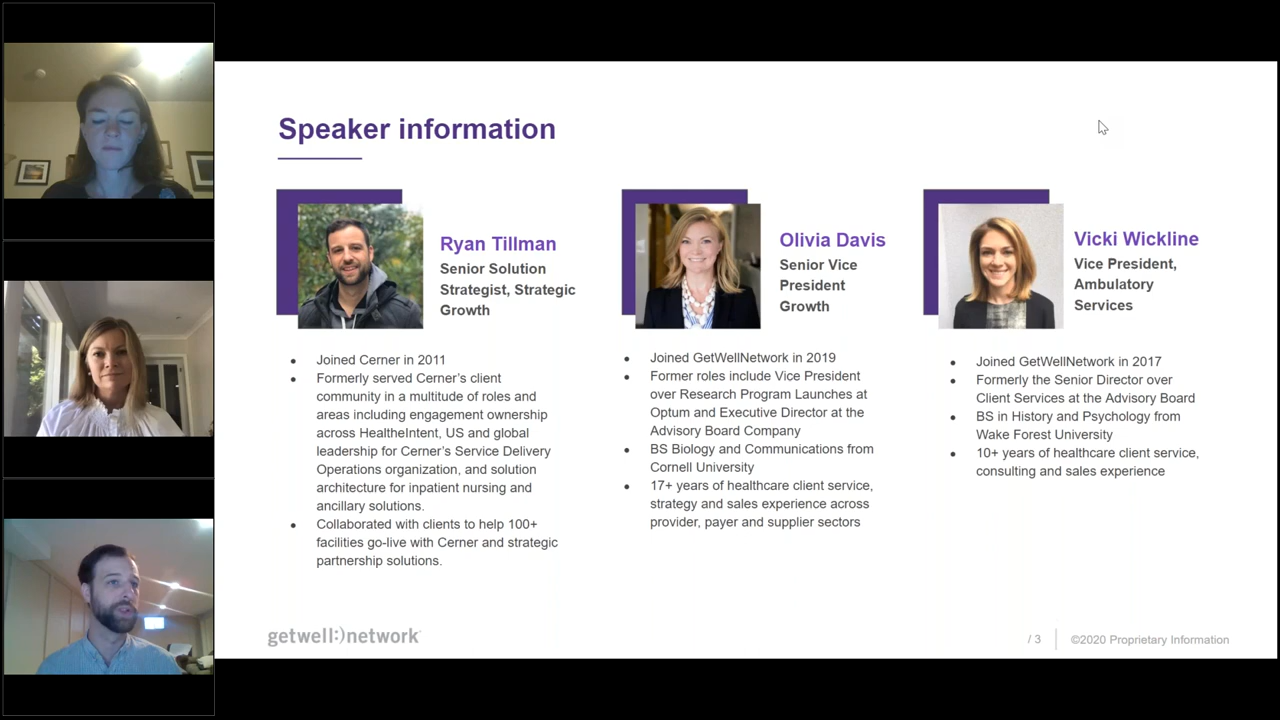 Speaker information
Ryan Tillman
Senior Solution
Strategist, Strategic
Growth
• Joined Cerner in 2011
• Formerly served Cerner's client
community in a multitude of roles and
areas including engagement ownership
across HealtheIntent, US and global
leadership for Cerner's Service Delivery
Operations organization, and solution
architecture for inpatient nursing and
ancillary solutions.
• Collaborated with clients to help 100+
facilities go-live with Cerner and strategic
partnership solutions.
Olivia Davis
Senior Vice
President
Growth
• Joined GetWellNetwork in 2019
• Former roles include Vice President
over Research Program Launches at
Optum and Executive Director at the
Advisory Board Company
• BS Biology and Communications from
Cornell University
• 17+ years of healthcare client service,
strategy and sales experience across
provider, payer and supplier sectors
Vicki Wickline
Vice President,
Ambulatory
Services
• Joined GetWellNetwork in 2017
• Formerly the Senior Director over
Client Services at the Advisory Board
• BS in History and Psychology from
Wake Forest University
• 10+ years of healthcare client service,
consulting and sales experience
getwell:)network
/ 3
©2020 Proprietary Information